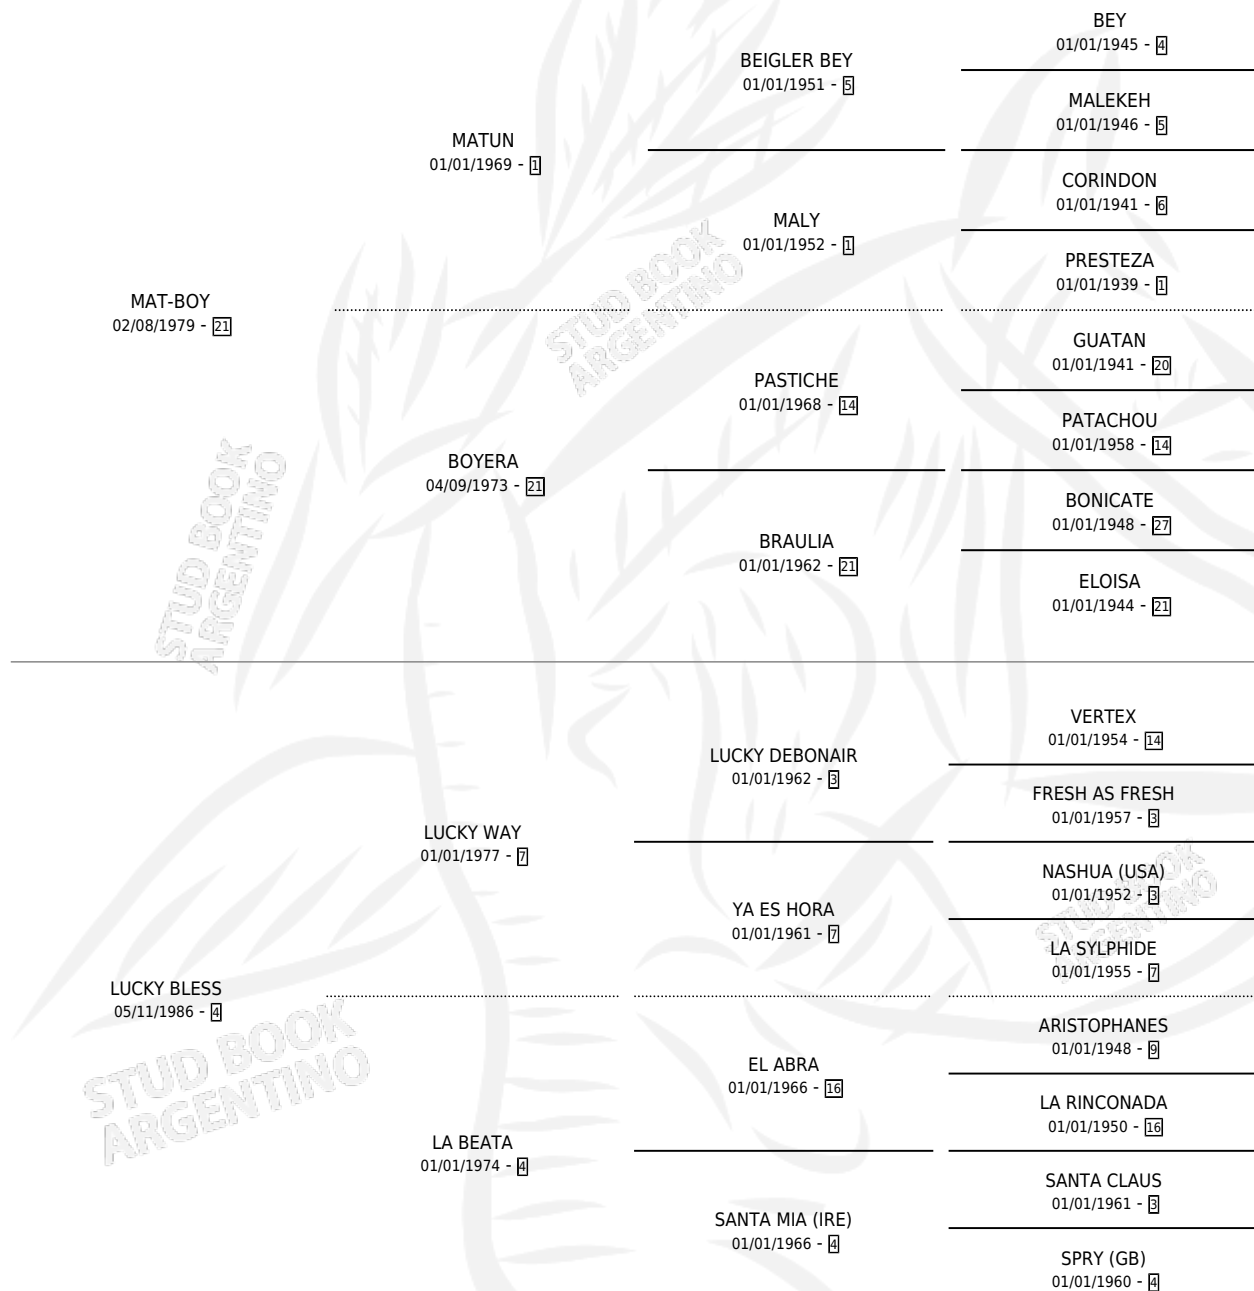 BEY
01/01/1945 - 4
BEIGLER BEY
01/01/1951 - 5
MALEKEH
01/01/1946 - 5
MATUN
01/01/1969 - 1
CORINDON
01/01/1941 - 6
MALY
01/01/1952 - 1
PRESTEZA
01/01/1939 - 1
MAT-BOY
02/08/1979 - 21
GUATAN
01/01/1941 - 20
PASTICHE
01/01/1968 - 14
PATACHOU
01/01/1958 - 14
BOYERA
04/09/1973 - 21
BONICATE
01/01/1948 - 27
BRAULIA
01/01/1962 - 21
ELOISA
01/01/1944 - 21
VERTEX
01/01/1954 - 14
LUCKY DEBONAIR
01/01/1962 - 3
FRESH AS FRESH
01/01/1957 - 3
LUCKY WAY
01/01/1977 - 7
NASHUA (USA)
01/01/1952 - 3
YA ES HORA
01/01/1961 - 7
LA SYLPHIDE
01/01/1955 - 7
LUCKY BLESS
05/11/1986 - 4
ARISTOPHANES
01/01/1948 - 9
EL ABRA
01/01/1966 - 16
LA RINCONADA
01/01/1950 - 16
LA BEATA
01/01/1974 - 4
SANTA CLAUS
01/01/1961 - 3
SANTA MIA (IRE)
01/01/1966 - 4
SPRY (GB)
01/01/1960 - 4
STUD BOOK
ARGENTINO
STUD BOOK
ARGENTINO
STUD BOOK
ARGENTINO
STUD BOOK
ARGENTINO